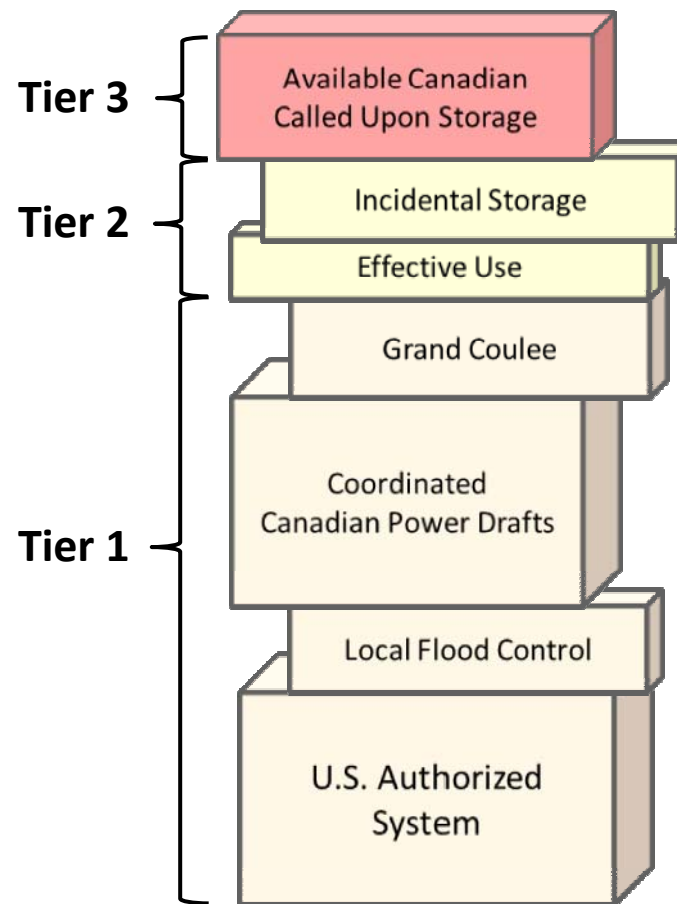 Tier 3
Available Canadian
Called Upon Storage
Tier 2
Incidental Storage
Effective Use
Tier 1
Grand Coulee
Coordinated
Canadian Power Drafts
Local Flood Control
U.S. Authorized
System